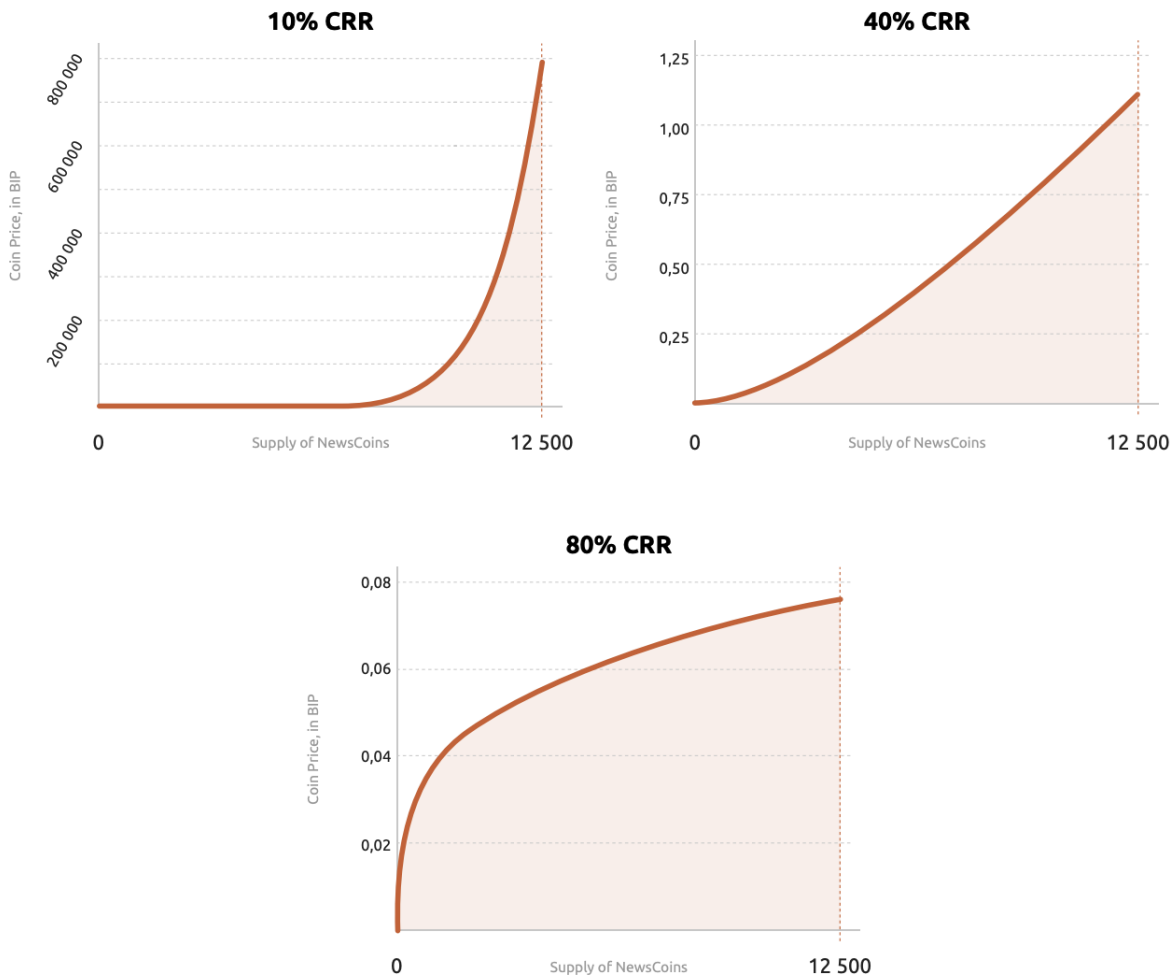 10% CRR
800 000
600 000
400 000
200 000
Coin Price, in BIP
0
Supply of NewsCoins
12 500
40% CRR
1,25
1,00
0,75
0,50
0,25
Coin Price, in BIP
0
Supply of NewsCoins
12 500
80% CRR
0,08
0,06
0,04
0,02
Coin Price, in BIP
0
Supply of NewsCoins
12 500